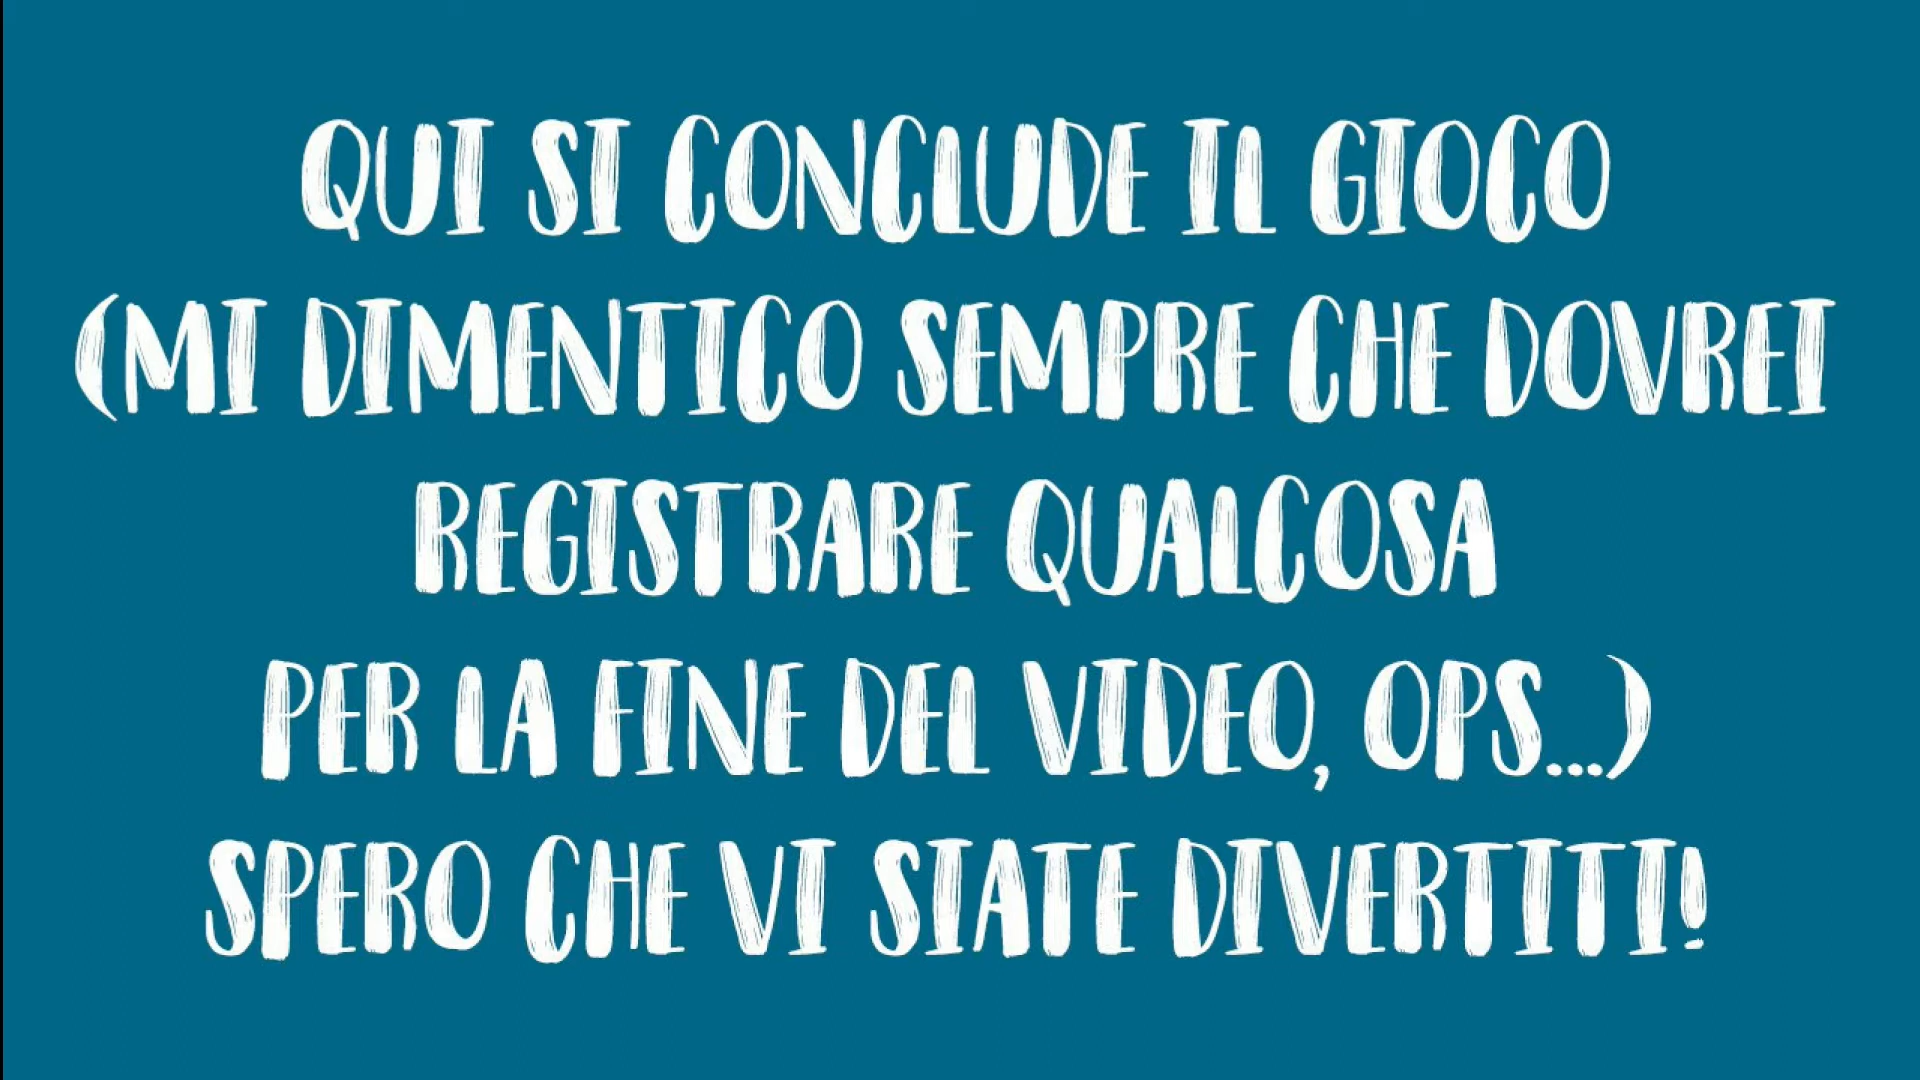 QUI SI CONCLUDE IL GIOCO
(MI DIMENTICO SEMPRE CHE DOVREI
REGISTRARE QUALCOSA
PER LA FINE DEL VIDEO, OPS...)
SPERO CHE VI SIATE DIVERTITI!